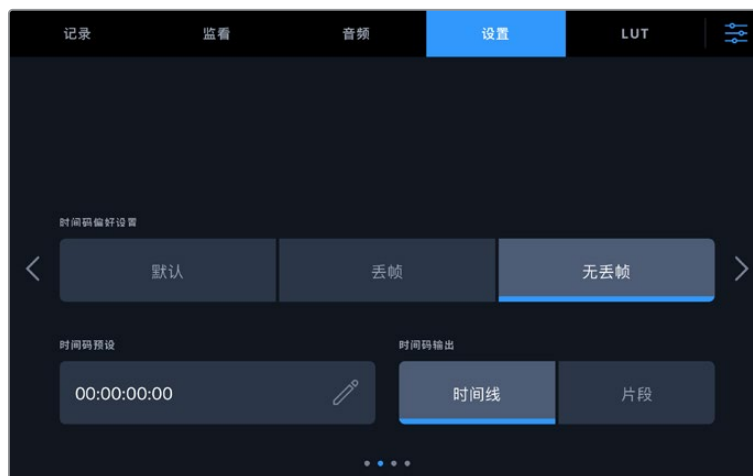 记录 监看 音频 设置 LUT
时间码偏好设置
默认 丢帧 无丢帧
时间码预设 时间码输出
00:00:00:00 时间线 片段